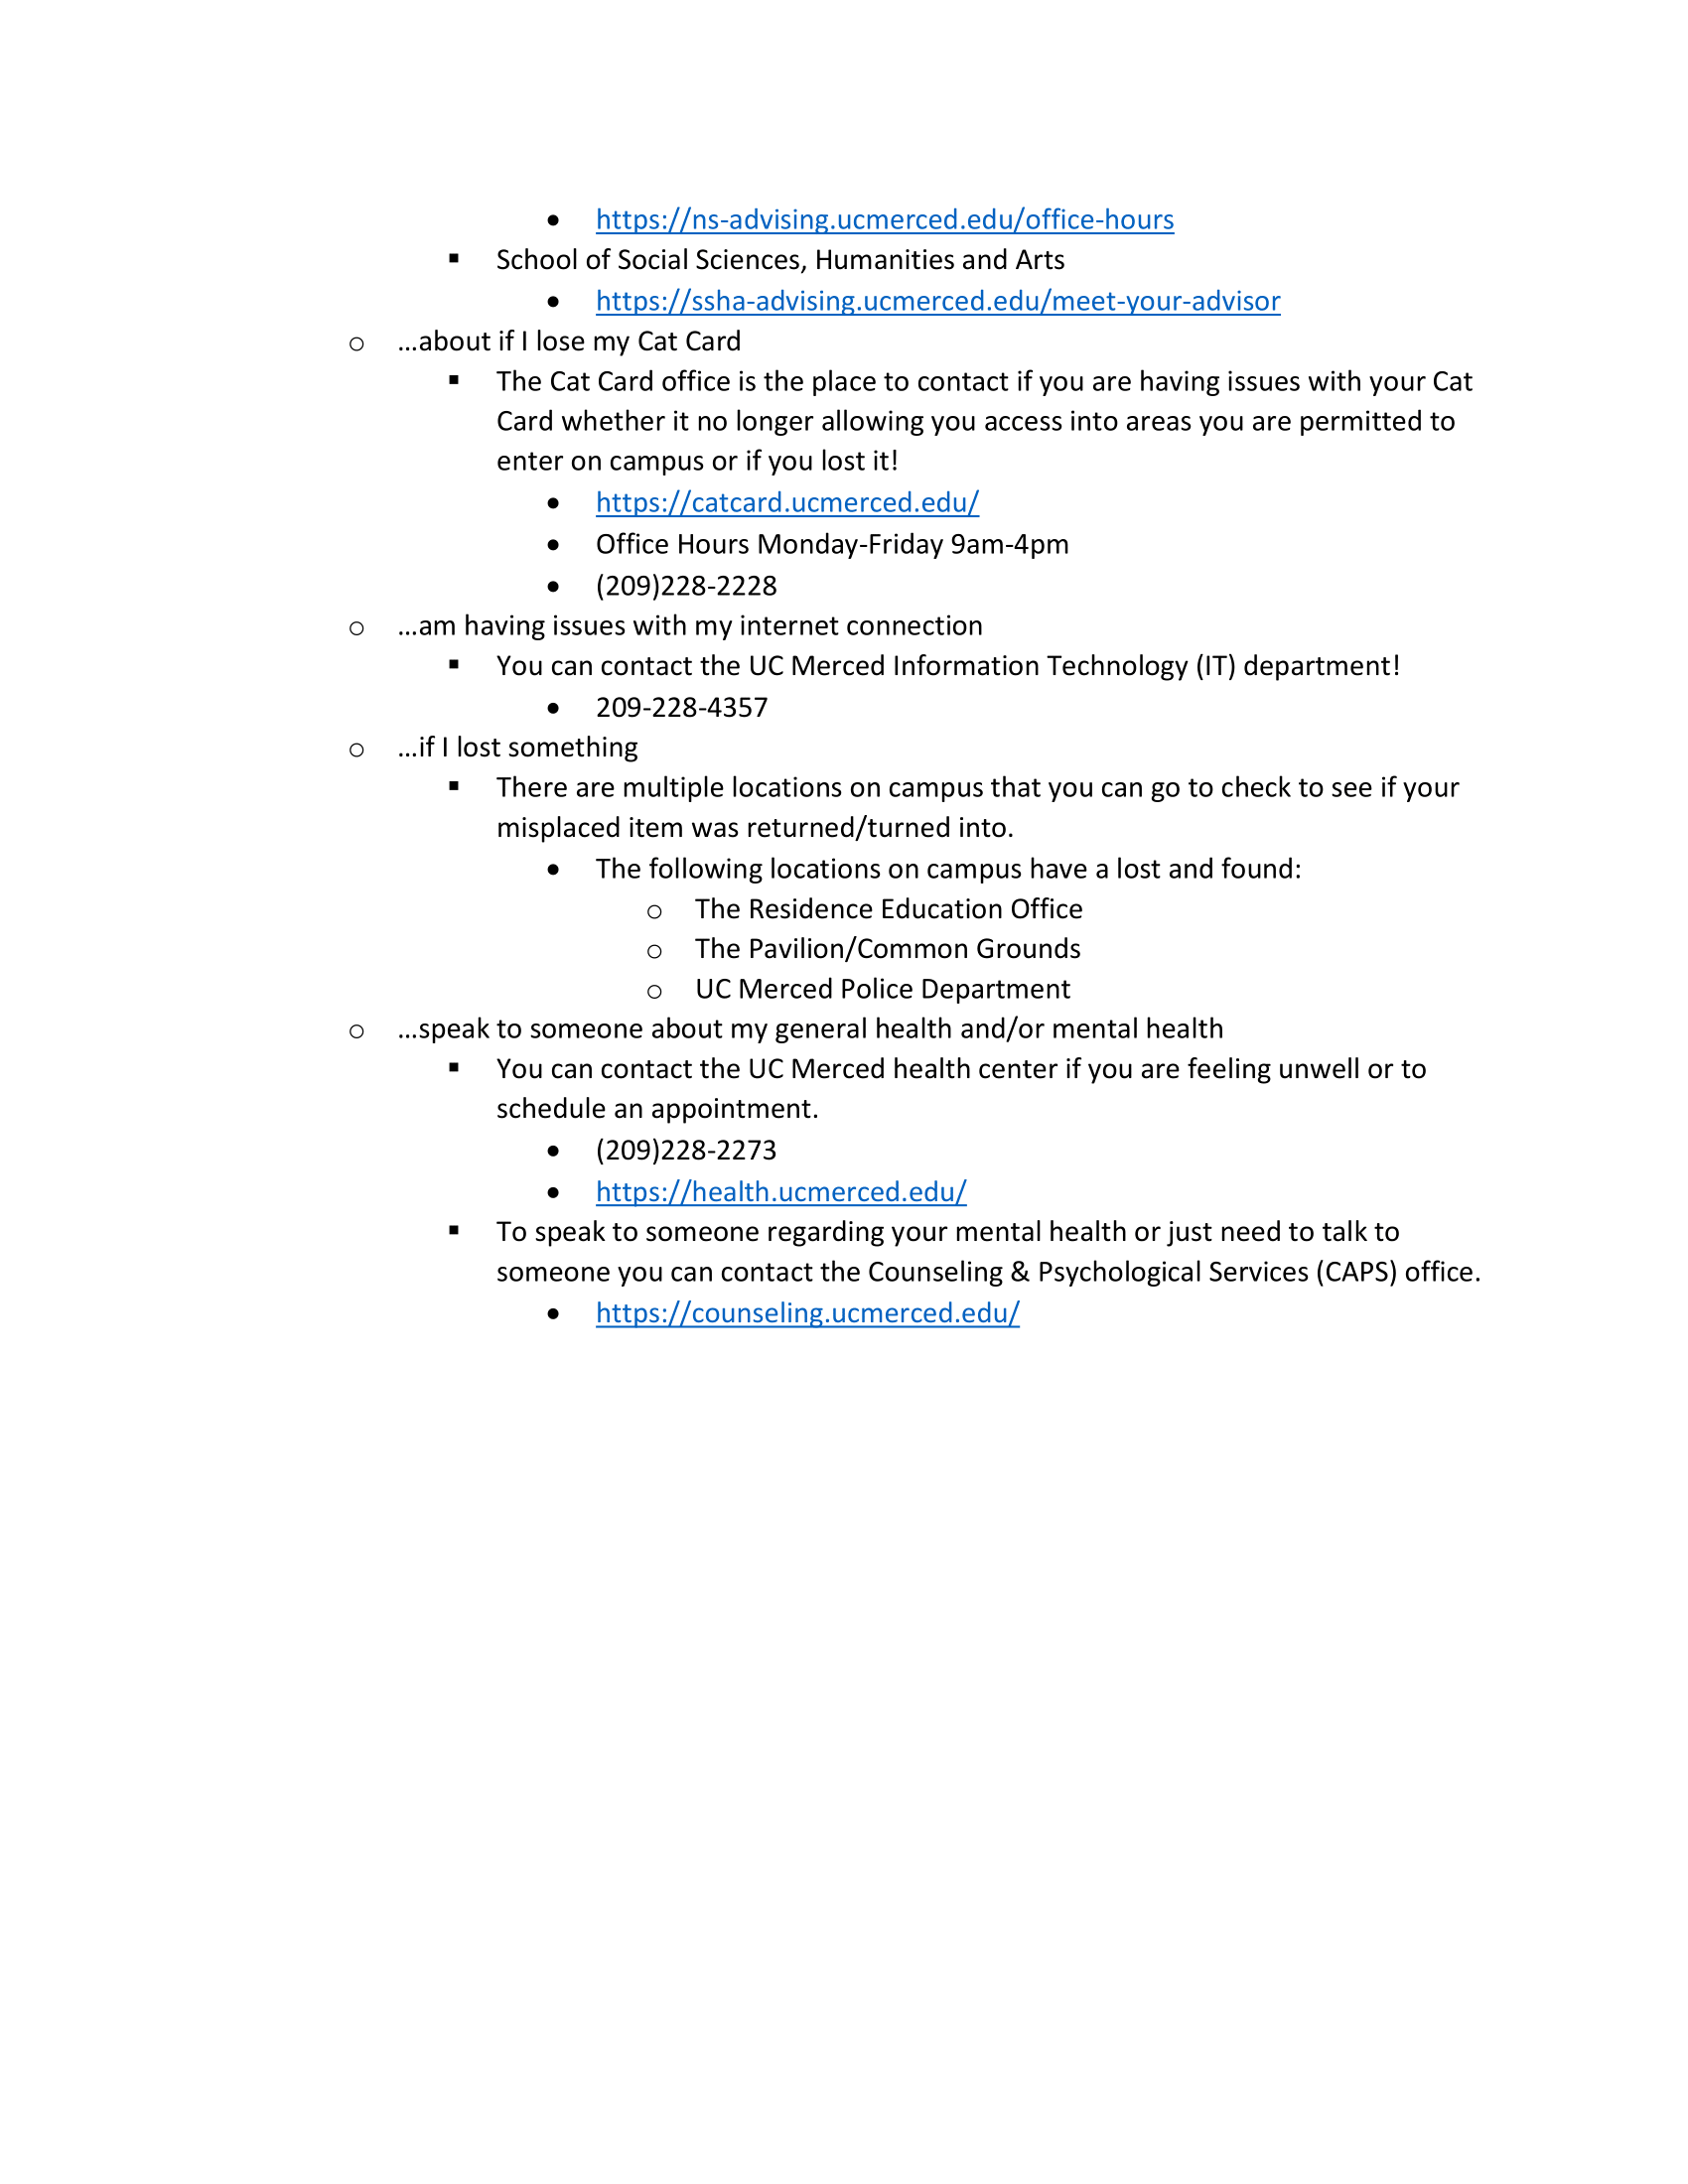 • https://ns-advising.ucmerced.edu/office-hours
▪ School of Social Sciences, Humanities and Arts
• https://ssha-advising.ucmerced.edu/meet-your-advisor
o …about if I lose my Cat Card
▪ The Cat Card office is the place to contact if you are having issues with your Cat
Card whether it no longer allowing you access into areas you are permitted to
enter on campus or if you lost it!
• https://catcard.ucmerced.edu/
• Office Hours Monday-Friday 9am-4pm
• (209)228-2228
o …am having issues with my internet connection
▪ You can contact the UC Merced Information Technology (IT) department!
• 209-228-4357
o …if I lost something
▪ There are multiple locations on campus that you can go to check to see if your
misplaced item was returned/turned into.
• The following locations on campus have a lost and found:
o The Residence Education Office
o The Pavilion/Common Grounds
o UC Merced Police Department
o …speak to someone about my general health and/or mental health
▪ You can contact the UC Merced health center if you are feeling unwell or to
schedule an appointment.
• (209)228-2273
• https://health.ucmerced.edu/
▪ To speak to someone regarding your mental health or just need to talk to
someone you can contact the Counseling & Psychological Services (CAPS) office.
• https://counseling.ucmerced.edu/